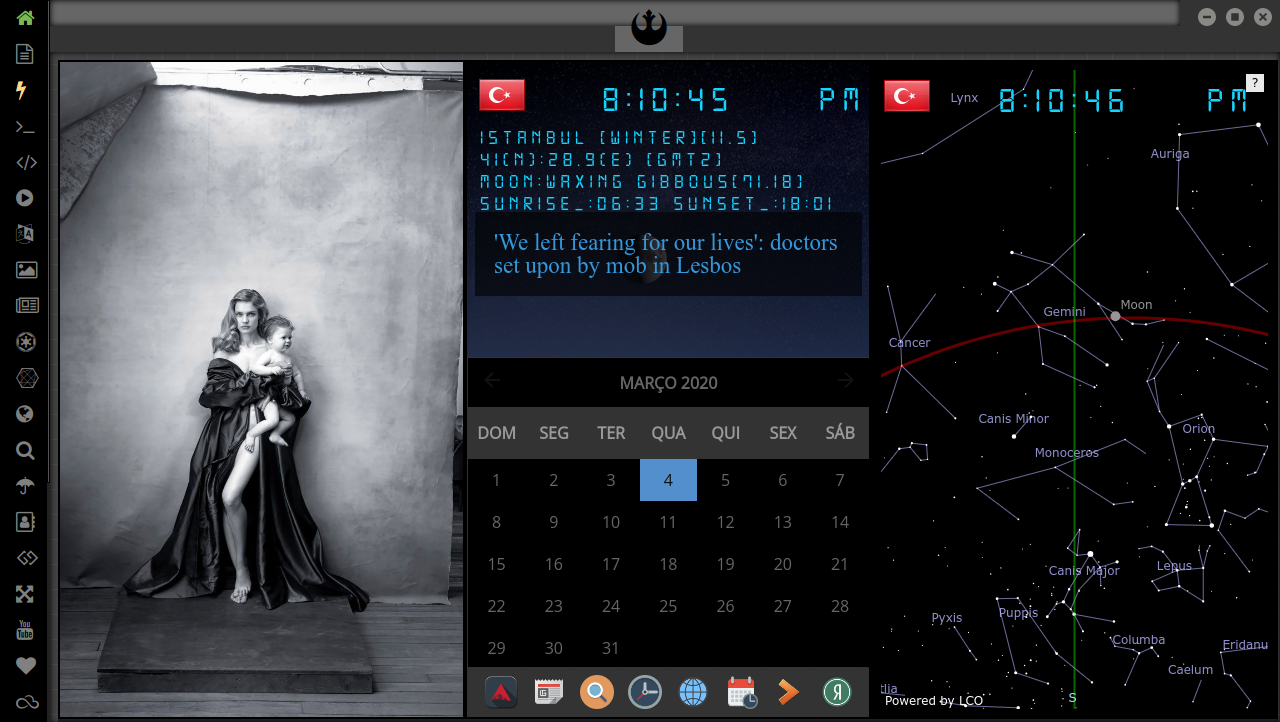 8:10:45 PM
ISTANBUL (WINTER)(11.5)
41(N):28.9(E) (GMT2)
MOON:WAXING GIBBOUS(71.18)
SUNRISE_:06:33 SUNSET_:18:01
'We left fearing for our lives': doctors
set upon by mob in Lesbos
MARÇO 2020
DOM SEG TER QUA QUI SEX SÁB
1 2 3 4 5 6 7
8 9 10 11 12 13 14
15 16 17 18 19 20 21
22 23 24 25 26 27 28
29 30 31
Я
8:10:46 PM
?
Lynx
Auriga
Moon
Gemini
Cancer
Canis Minor
Orion
Monoceros
Canis Major
Lepus
Puppis
Pyxis
Columba
Eridanu
Caelum
dia
S
Powered by LCO
You
Tube